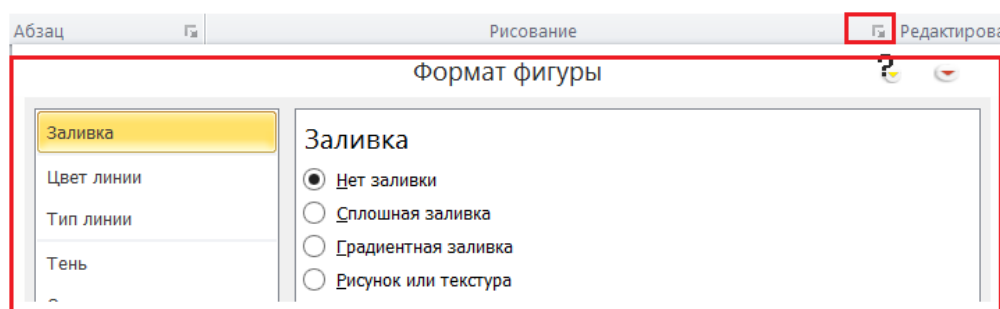 Абзац Рисование Редактирова
Формат фигуры ?
Заливка
Цвет линии
Тип линии
Тень
Заливка
Нет заливки
Сплошная заливка
Градиентная заливка
Рисунок или текстура